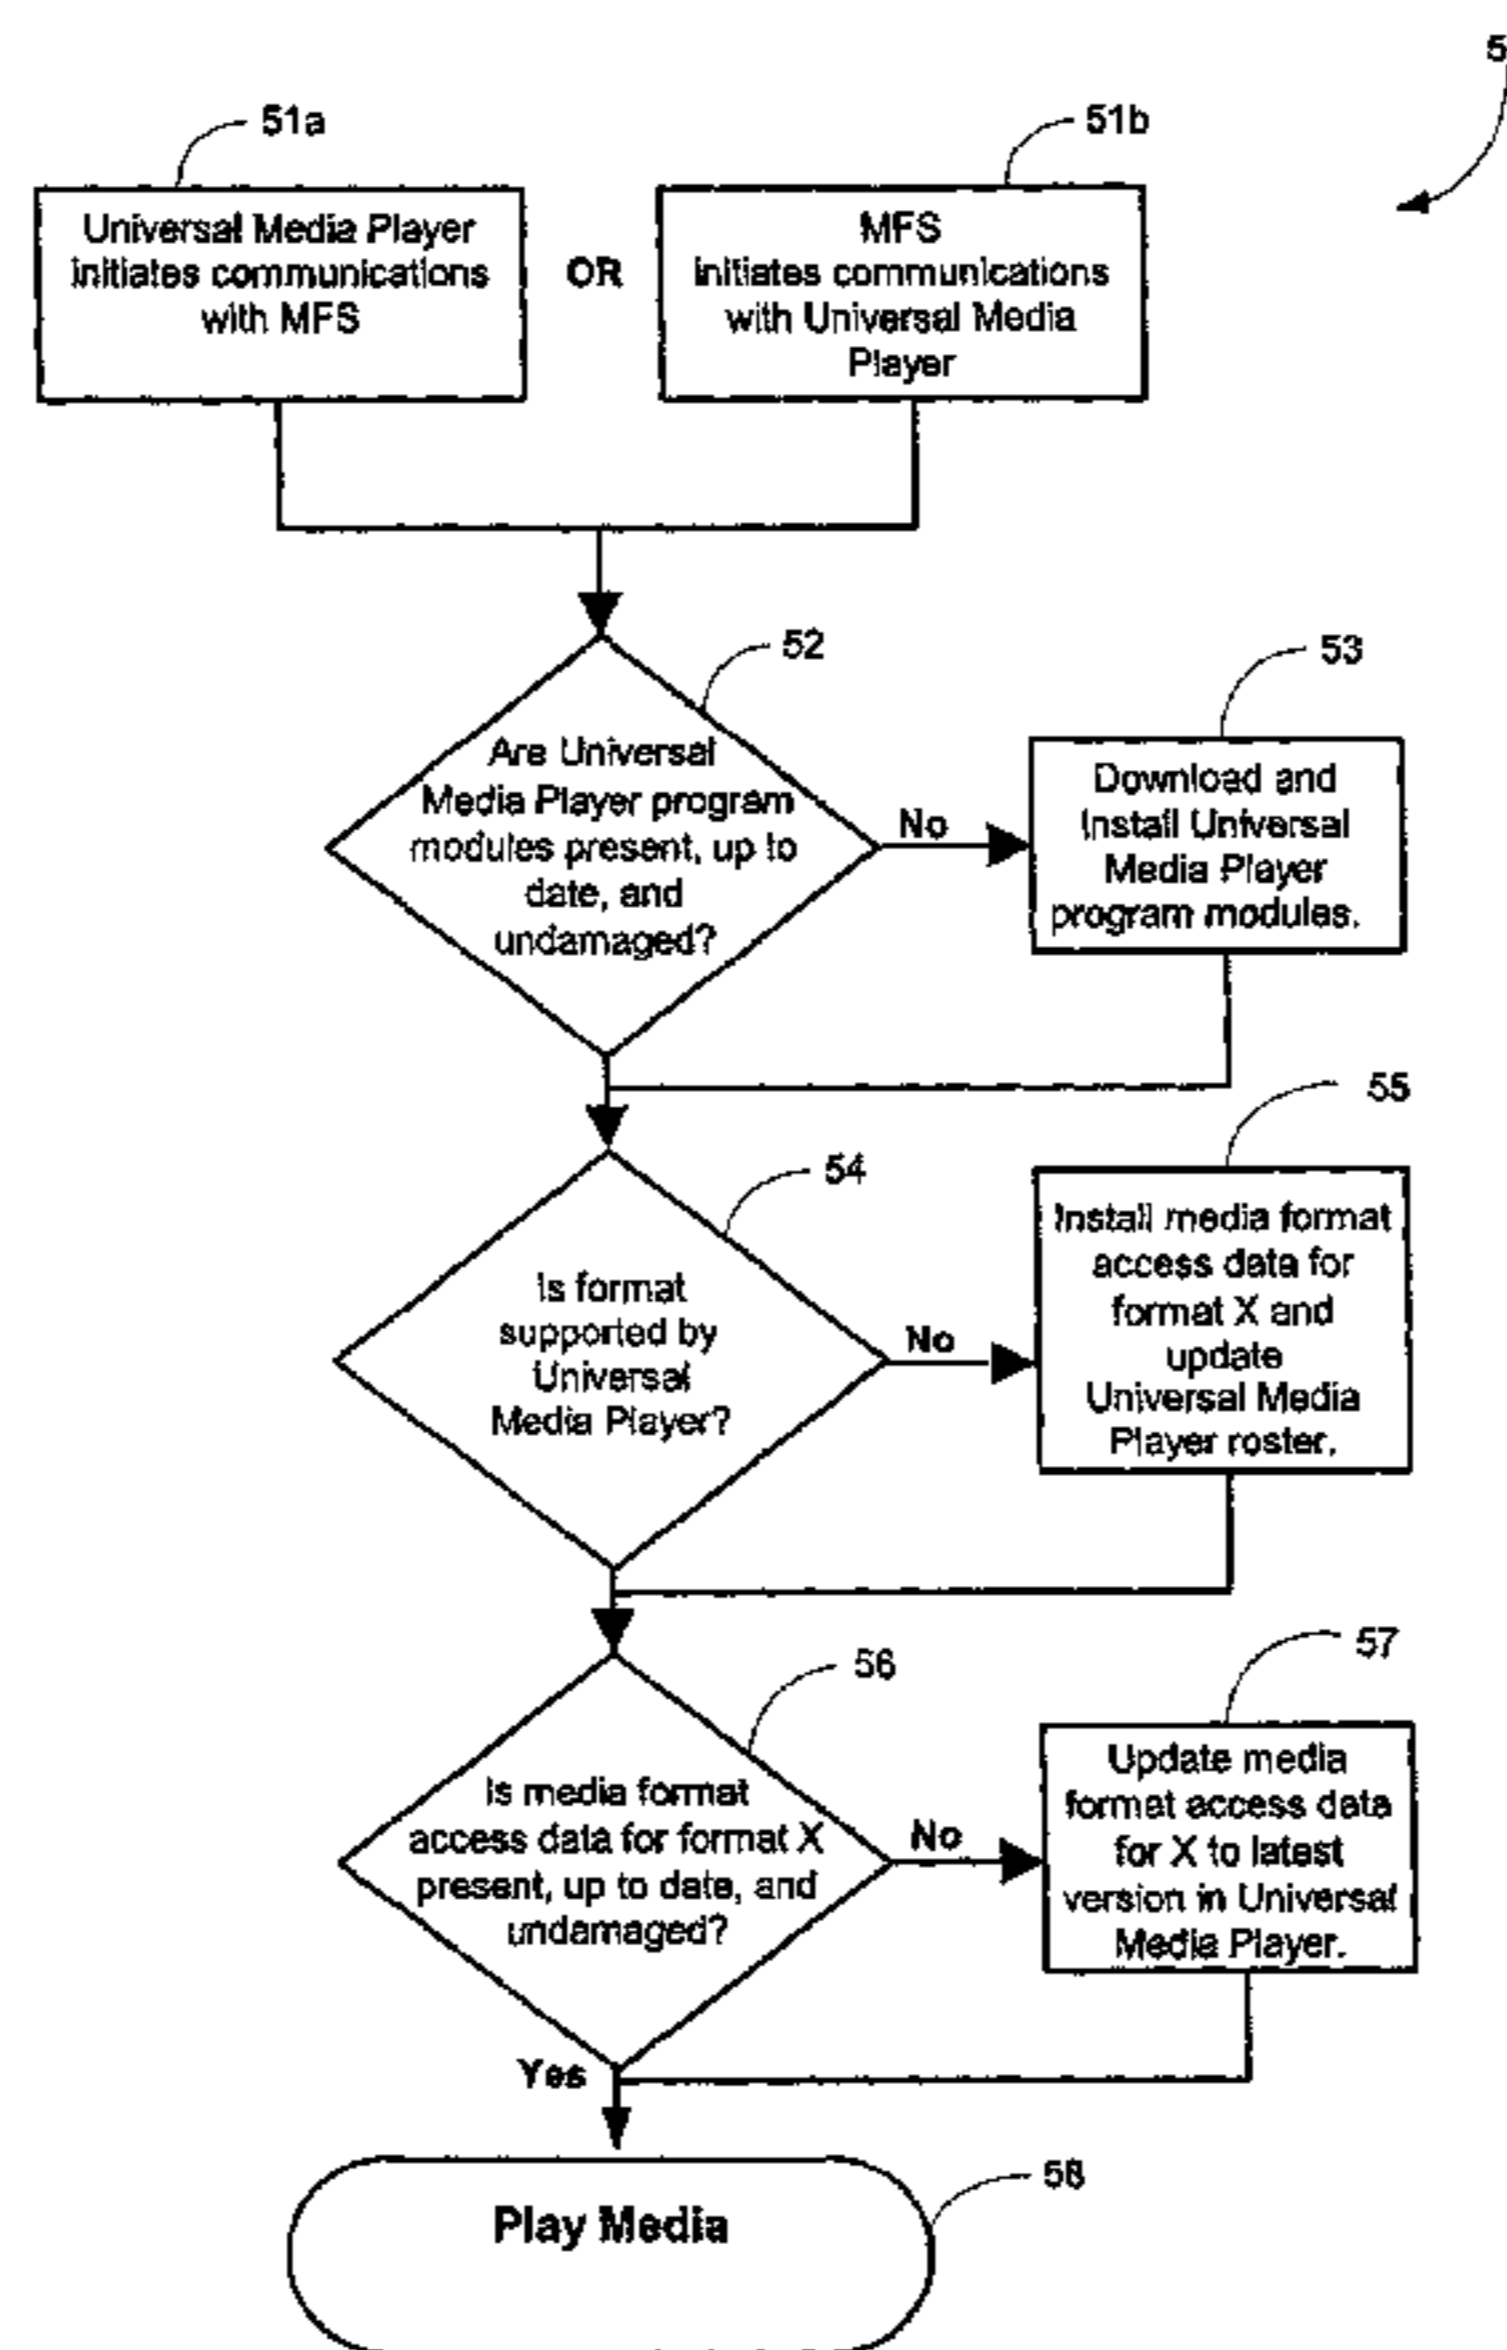 5
51a
51b
Universal Media Player
initiates communications
with MFS
OR
MFS
initiates communications
with Universal Media
Player
52
53
Are Universal
Media Player program
modules present, up to
date, and
undamaged?
No
Download and
Install Universal
Media Player
program modules.
54
55
Is format
supported by
Universal
Media Player?
No
Install media format
access data for
format X and
update
Universal Media
Player roster.
56
57
Is media format
access data for format X
present, up to date, and
undamaged?
No
Update media
format access data
for X to latest
version in Universal
Media Player.
Yes
58
Play Media